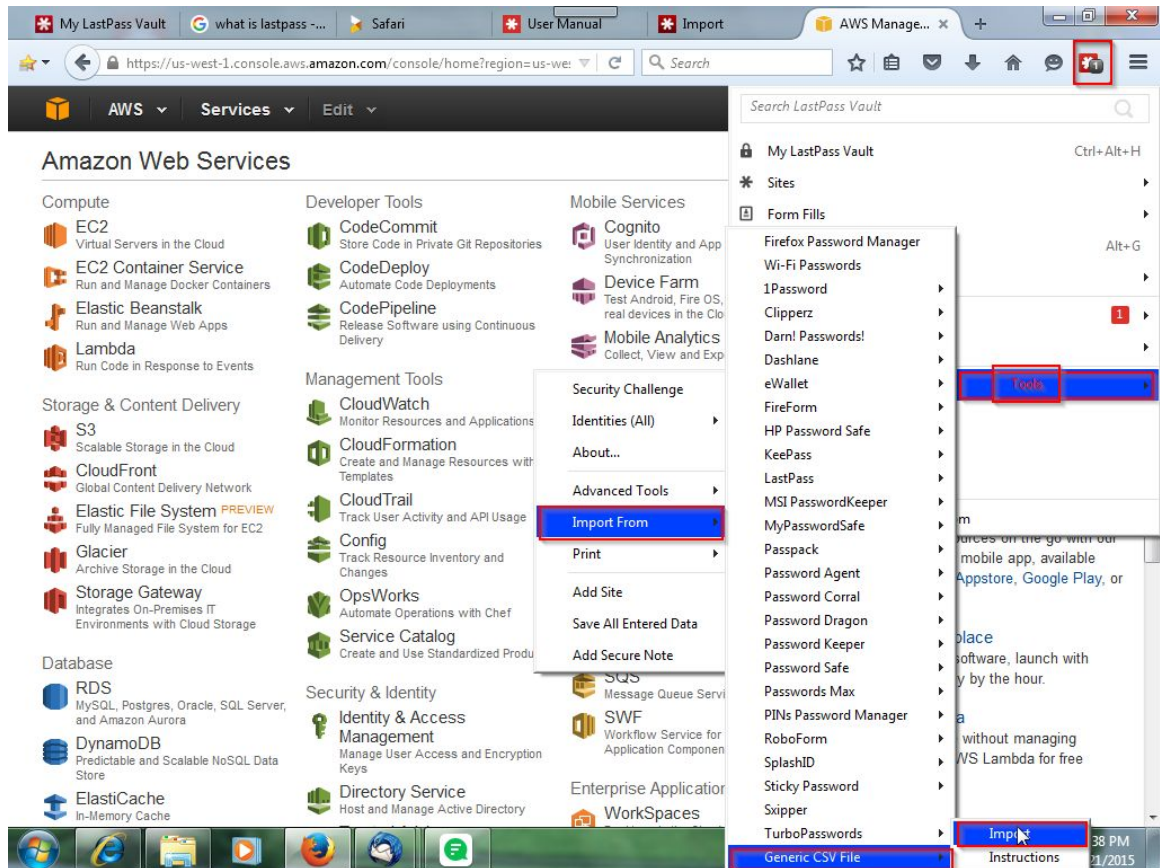 My LastPass Vault
what is lastpass -...
Safari
User Manual
Import
AWS Manage...
https://us-west-1.console.aws.amazon.com/console/home?region=us-we:
Search
1
AWS
Services
Edit
Amazon Web Services
Compute
EC2
Virtual Servers in the Cloud
EC2 Container Service
Run and Manage Docker Containers
Elastic Beanstalk
Run and Manage Web Apps
Lambda
Run Code in Response to Events
Storage & Content Delivery
S3
Scalable Storage in the Cloud
CloudFront
Global Content Delivery Network
Elastic File System PREVIEW
Fully Managed File System for EC2
Glacier
Archive Storage in the Cloud
Storage Gateway
Integrates On-Premises IT
Environments with Cloud Storage
Database
RDS
MySQL, Postgres, Oracle, SQL Server,
and Amazon Aurora
DynamoDB
Predictable and Scalable NoSQL Data
Store
ElastiCache
In-Memory Cache
Developer Tools
CodeCommit
Store Code in Private Git Repositories
CodeDeploy
Automate Code Deployments
CodePipeline
Release Software using Continuous
Delivery
Management Tools
CloudWatch
Monitor Resources and Applications
CloudFormation
Create and Manage Resources with
Templates
CloudTrail
Track User Activity and API Usage
Config
Track Resource Inventory and
Changes
OpsWorks
Automate Operations with Chef
Service Catalog
Create and Use Standardized Produ
Security & Identity
Identity & Access
Management
Manage User Access and Encryption
Keys
Directory Service
Host and Manage Active Directory
Mobile Services
Cognito
User Identity and App
Synchronization
Device Farm
Test Android, Fire OS,
real devices in the Clo
Mobile Analytics
Collect, View and Exp
SQS
Message Queue Servi
SWF
Workflow Service for
Application Componen
Enterprise Application
WorkSpaces
Search LastPass Vault
My LastPass Vault Ctrl+Alt+H
Sites
Form Fills
Alt+G
1
Tools
Security Challenge
Identities (All)
About...
Advanced Tools
Import From
Print
Add Site
Save All Entered Data
Add Secure Note
Firefox Password Manager
Wi-Fi Passwords
1Password
Clipperz
Darn! Passwords!
Dashlane
eWallet
FireForm
HP Password Safe
KeePass
LastPass
MSI PasswordKeeper
MyPasswordSafe
Passpack
Password Agent
Password Corral
Password Dragon
Password Keeper
Password Safe
Passwords Max
PINs Password Manager
RoboForm
SplashID
Sticky Password
Sxipper
TurboPasswords
Generic CSV File
Import
Instructions
om
ources on the go with our
mobile app, available
Appstore, Google Play, or
place
software, launch with
y by the hour.
a
without managing
AWS Lambda for free
38 PM
21/2015